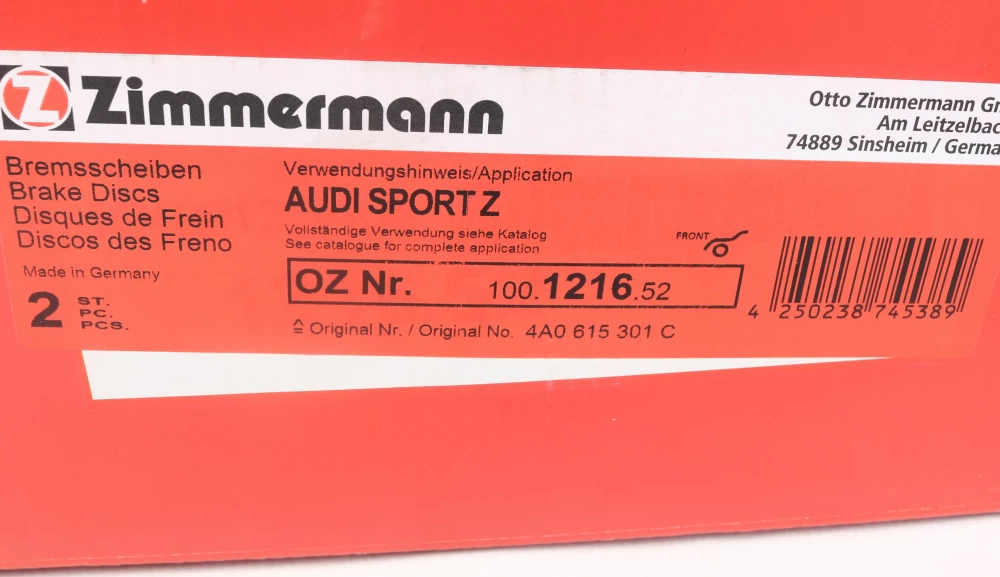 Z Zimmermann
Otto Zimmermann
Am Leitzelbac
74889 Sinsheim / Germa
Bremsscheiben
Brake Discs
Disques de Frein
Discos des Freno
Made in Germany
2 ST.
PC.
PCS.
Verwendungshinweis/Application
AUDI SPORT Z
Vollständige Verwendung siehe Katalog
See catalogue for complete application
FRONT
OZ Nr. 100.1216.52
≙ Original Nr. / Original No. 4A0 615 301 C
4 250238 745389